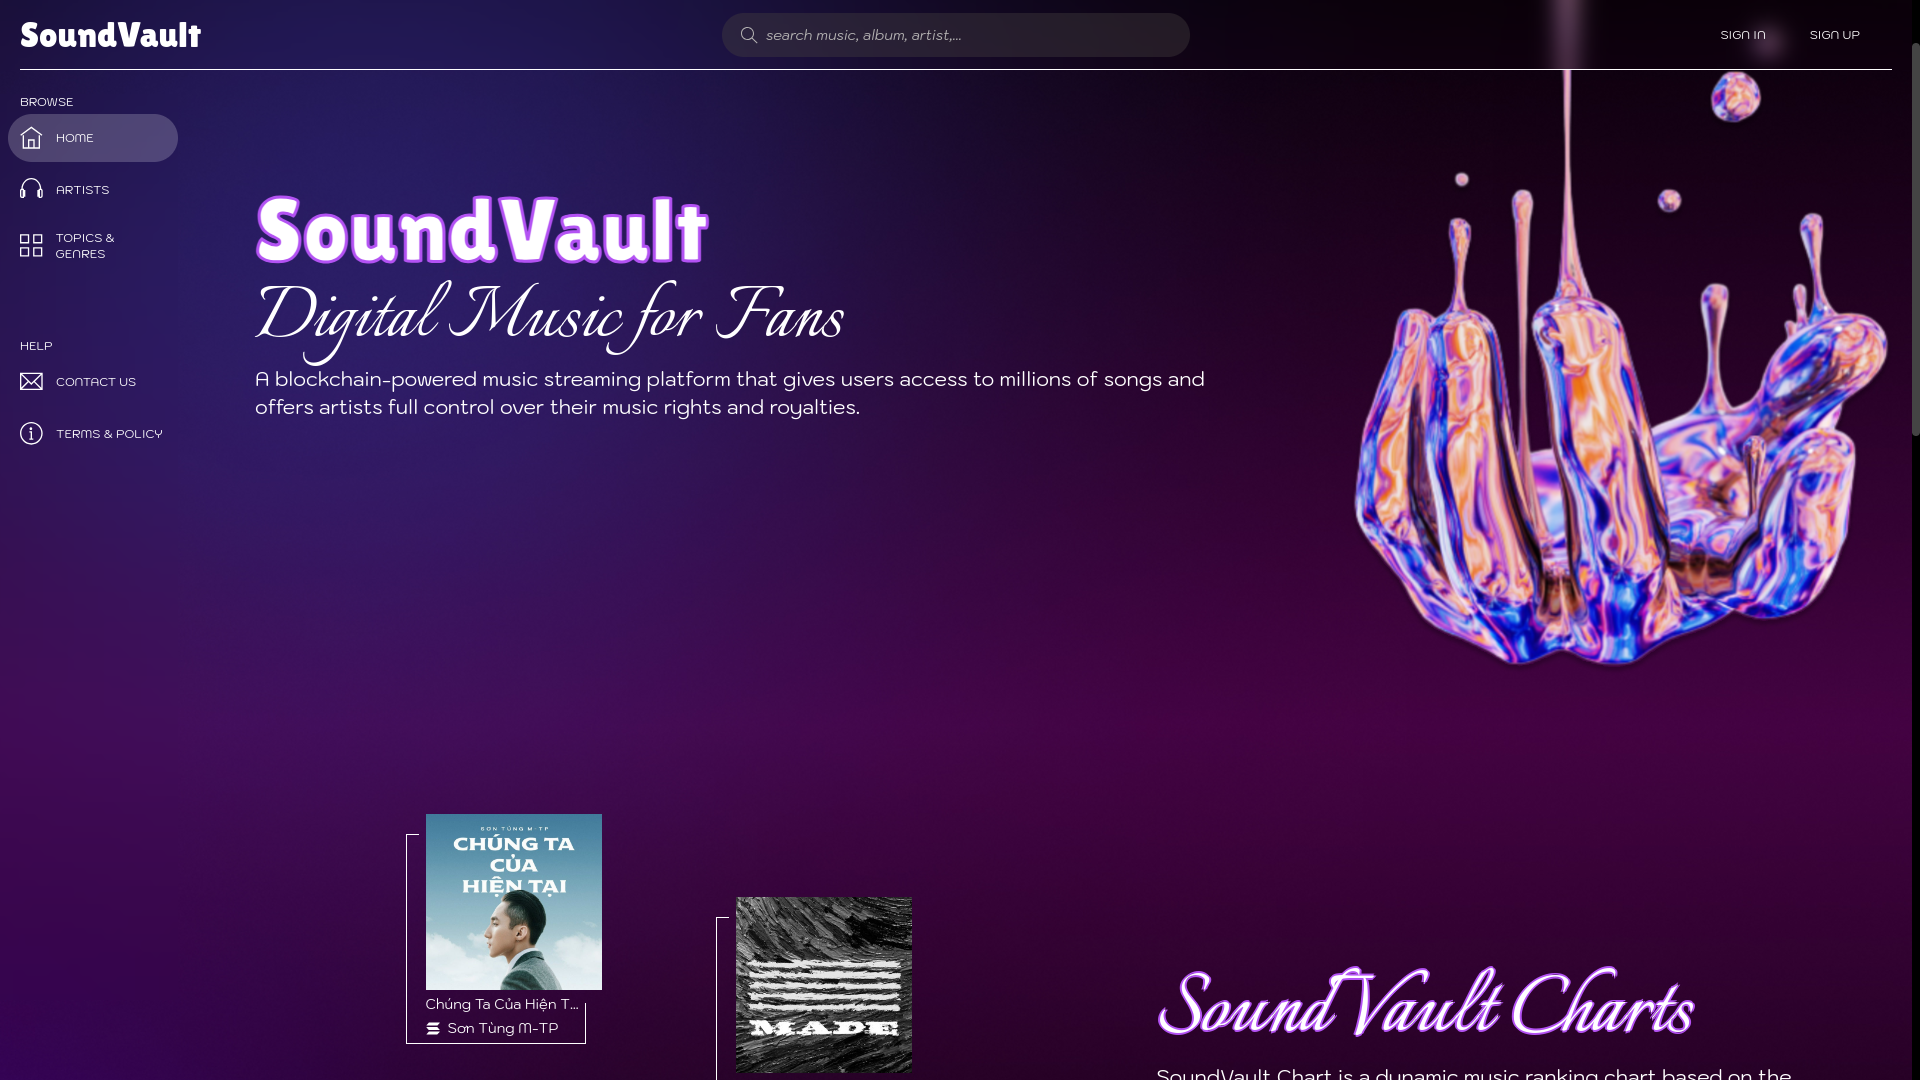 SoundVault
search music, album, artist,...
SIGN IN
SIGN UP
BROWSE
HOME
ARTISTS
TOPICS &
GENRES
HELP
CONTACT US
TERMS & POLICY
SoundVault
Digital Music for Fans
A blockchain-powered music streaming platform that gives users access to millions of songs and
offers artists full control over their music rights and royalties.
SƠN TÙNG M-TP
CHÚNG TA
CỦA
HIỆN TẠI
Chúng Ta Của Hiện T...
Sơn Tùng M-TP
MADE
SoundVault Charts
SoundVault Chart is a dynamic music ranking chart based on the